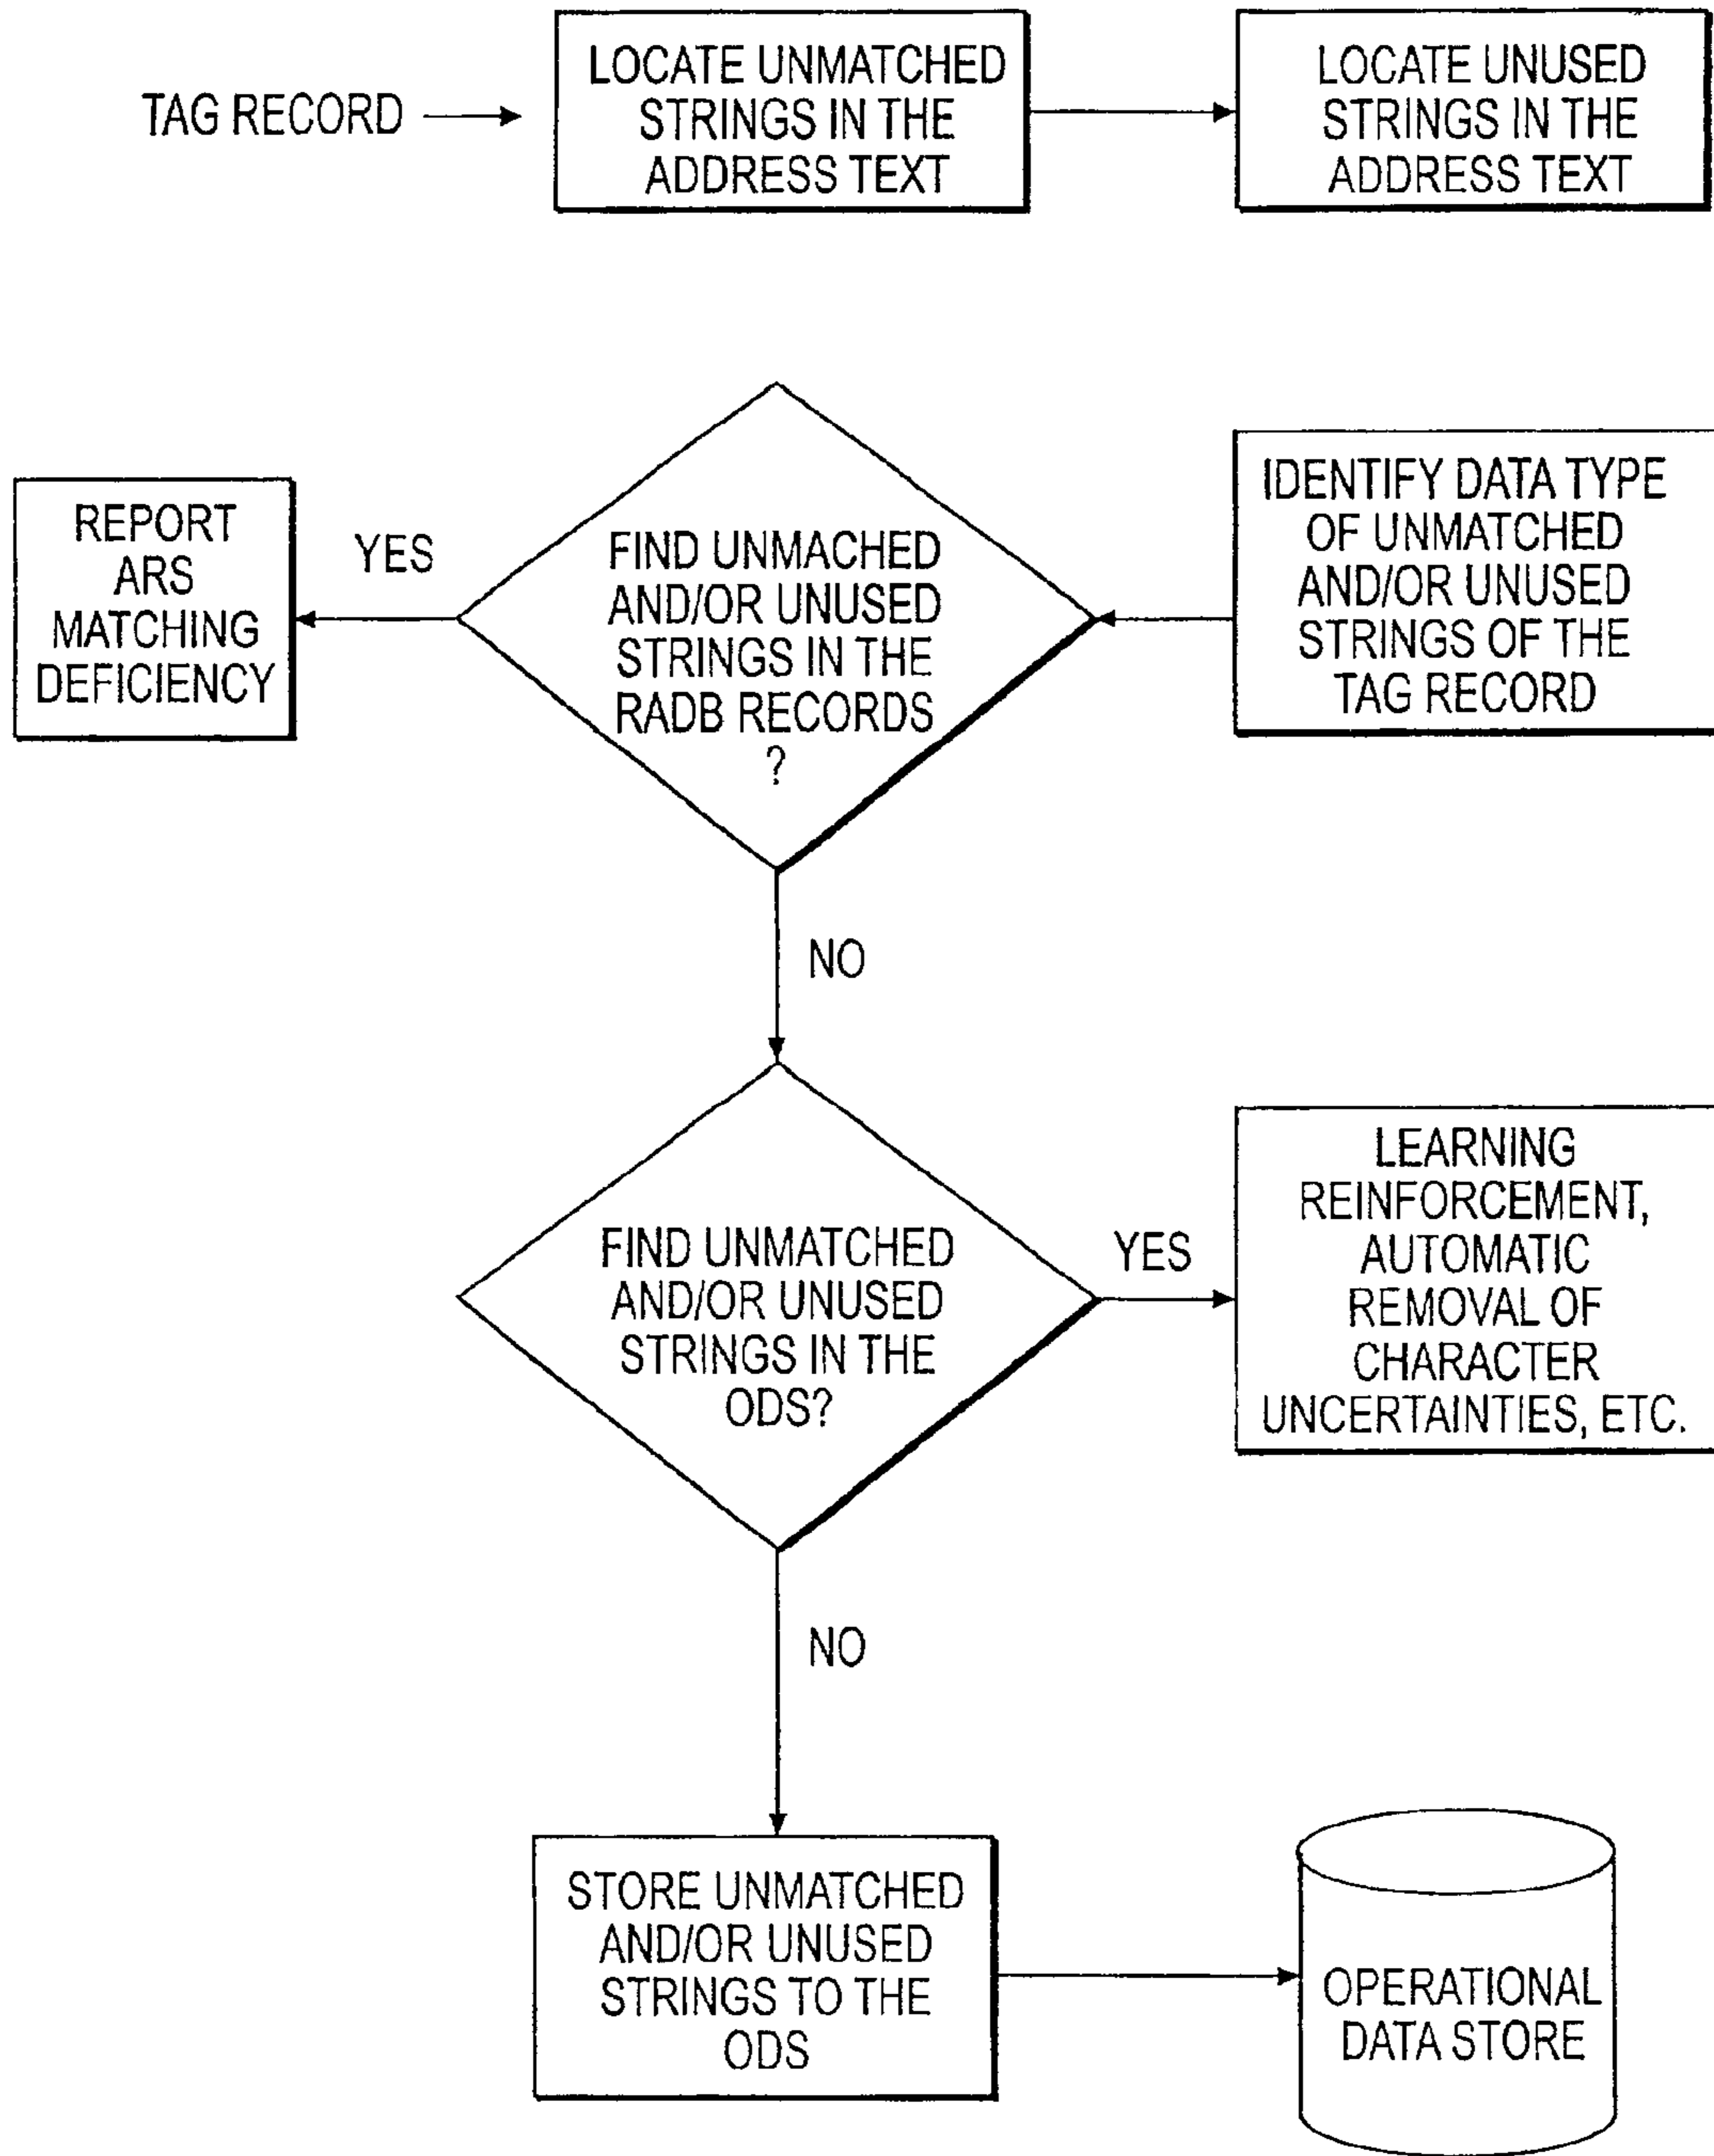 TAG RECORD
LOCATE UNMATCHED
STRINGS IN THE
ADDRESS TEXT
LOCATE UNUSED
STRINGS IN THE
ADDRESS TEXT
IDENTIFY DATA TYPE
OF UNMATCHED
AND/OR UNUSED
STRINGS OF THE
TAG RECORD
FIND UNMACHED
AND/OR UNUSED
STRINGS IN THE
RADB RECORDS
?
YES
REPORT
ARS
MATCHING
DEFICIENCY
NO
FIND UNMATCHED
AND/OR UNUSED
STRINGS IN THE
ODS?
YES
LEARNING
REINFORCEMENT,
AUTOMATIC
REMOVAL OF
CHARACTER
UNCERTAINTIES, ETC.
NO
STORE UNMATCHED
AND/OR UNUSED
STRINGS TO THE
ODS
OPERATIONAL
DATA STORE